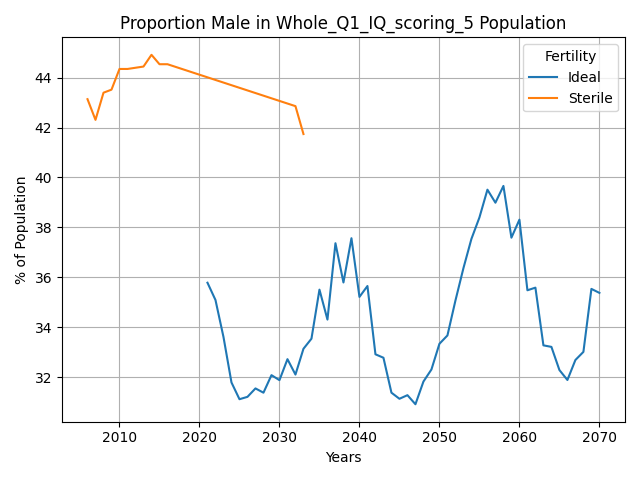 Proportion Male in Whole_Q1_IQ_scoring_5 Population
Fertility
Ideal
Sterile
% of Population
44
42
40
38
36
34
32
2010
2020
2030
2040
2050
2060
2070
Years